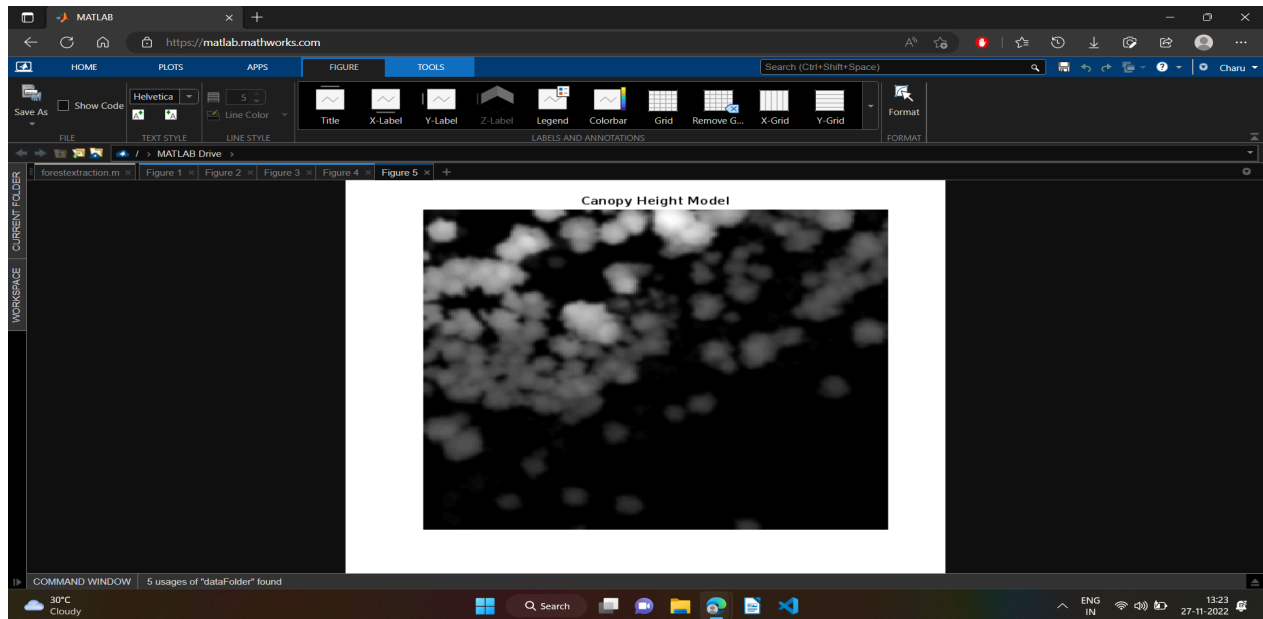 MATLAB
https://matlab.mathworks.com
HOME PLOTS APPS FIGURE TOOLS Search (Ctrl+Shift+Space) Charu
Save As Show Code Helvetica 5 Line Color Title X-Label Y-Label Z-Label Legend Colorbar Grid Remove G... X-Grid Y-Grid Format
FILE TEXT STYLE LINE STYLE LABELS AND ANNOTATIONS FORMAT
/ › MATLAB Drive ›
forestextraction.m Figure 1 Figure 2 Figure 3 Figure 4 Figure 5
CURRENT FOLDER
WORKSPACE
Canopy Height Model
COMMAND WINDOW 5 usages of "dataFolder" found
30°C
Cloudy
Search
ENG
IN
13:23
27-11-2022